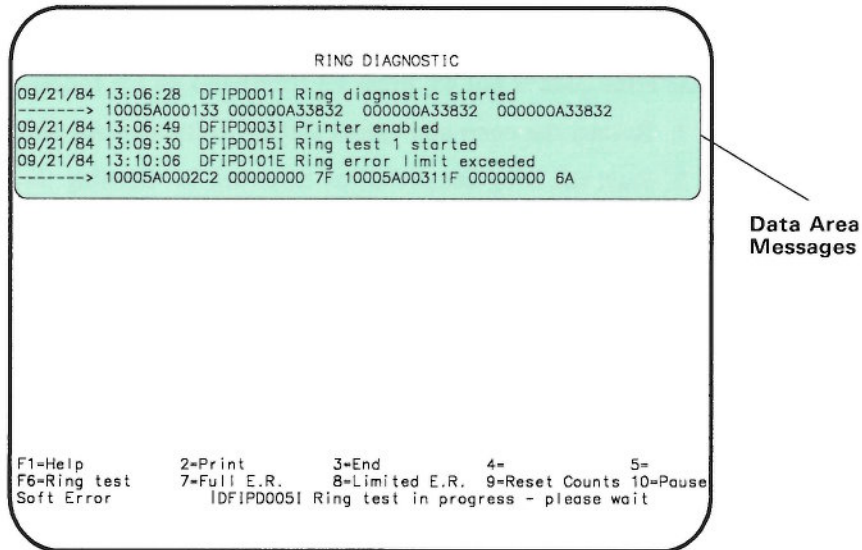 RING DIAGNOSTIC
09/21/84 13:06:28 DFIPD001I Ring diagnostic started
-------> 10005A000133 000000A33832 000000A33832 000000A33832
09/21/84 13:06:49 DFIPD003I Printer enabled
09/21/84 13:09:30 DFIPD015I Ring test 1 started
09/21/84 13:10:06 DFIPD101E Ring error limit exceeded
-------> 10005A0002C2 00000000 7F 10005A00311F 00000000 6A
Data Area
Messages
F1=Help 2=Print 3=End 4= 5=
F6=Ring test 7=Full E.R. 8=Limited E.R. 9=Reset Counts 10=Pause
Soft Error |DFIPD005I Ring test in progress - please wait